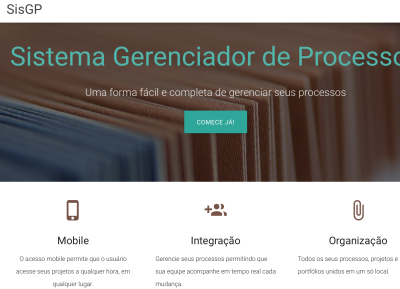 SisGP
Sistema Gerenciador de Processo
Uma forma fácil e completa de gerenciar seus processos
COMECE JÁ!
Mobile
O acesso mobile permite que o usuário
acesse seus projetos a qualquer hora, em
qualquer lugar.
Integração
Gerencie seus processos permitindo que
sua equipe acompanhe em tempo real cada
mudança.
Organização
Todos os seus processos, projetos e
portfólios unidos em um só local.